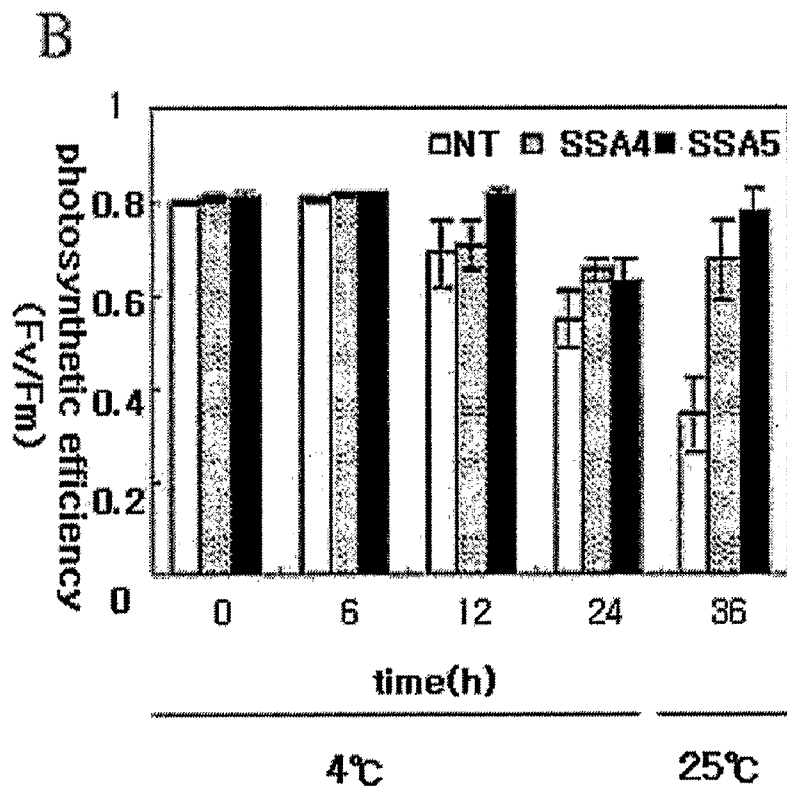 B
1
□NT ▩ SSA4 ■ SSA5
photosynthetic efficiency
(Fv/Fm)
0.8
0.6
0.4
0.2
0
0 6 12 24 36
time(h)
4℃ 25℃